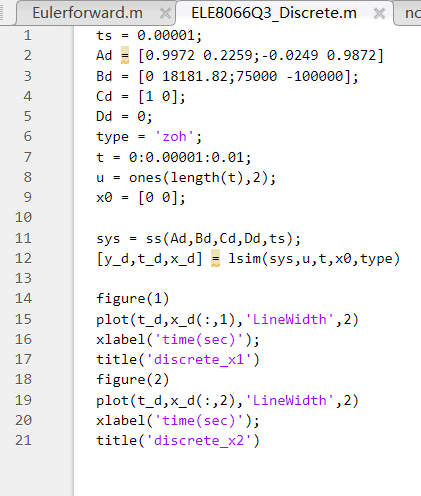 Eulerforward.m × ELE8066Q3_Discrete.m × no
1 ts = 0.00001;
2 Ad = [0.9972 0.2259;-0.0249 0.9872]
3 Bd = [0 18181.82;75000 -100000];
4 Cd = [1 0];
5 Dd = 0;
6 type = 'zoh';
7 t = 0:0.00001:0.01;
8 u = ones(length(t),2);
9 x0 = [0 0];
10
11 sys = ss(Ad,Bd,Cd,Dd,ts);
12 [y_d,t_d,x_d] = lsim(sys,u,t,x0,type)
13
14 figure(1)
15 plot(t_d,x_d(:,1),'LineWidth',2)
16 xlabel('time(sec)');
17 title('discrete_x1')
18 figure(2)
19 plot(t_d,x_d(:,2),'LineWidth',2)
20 xlabel('time(sec)');
21 title('discrete_x2')